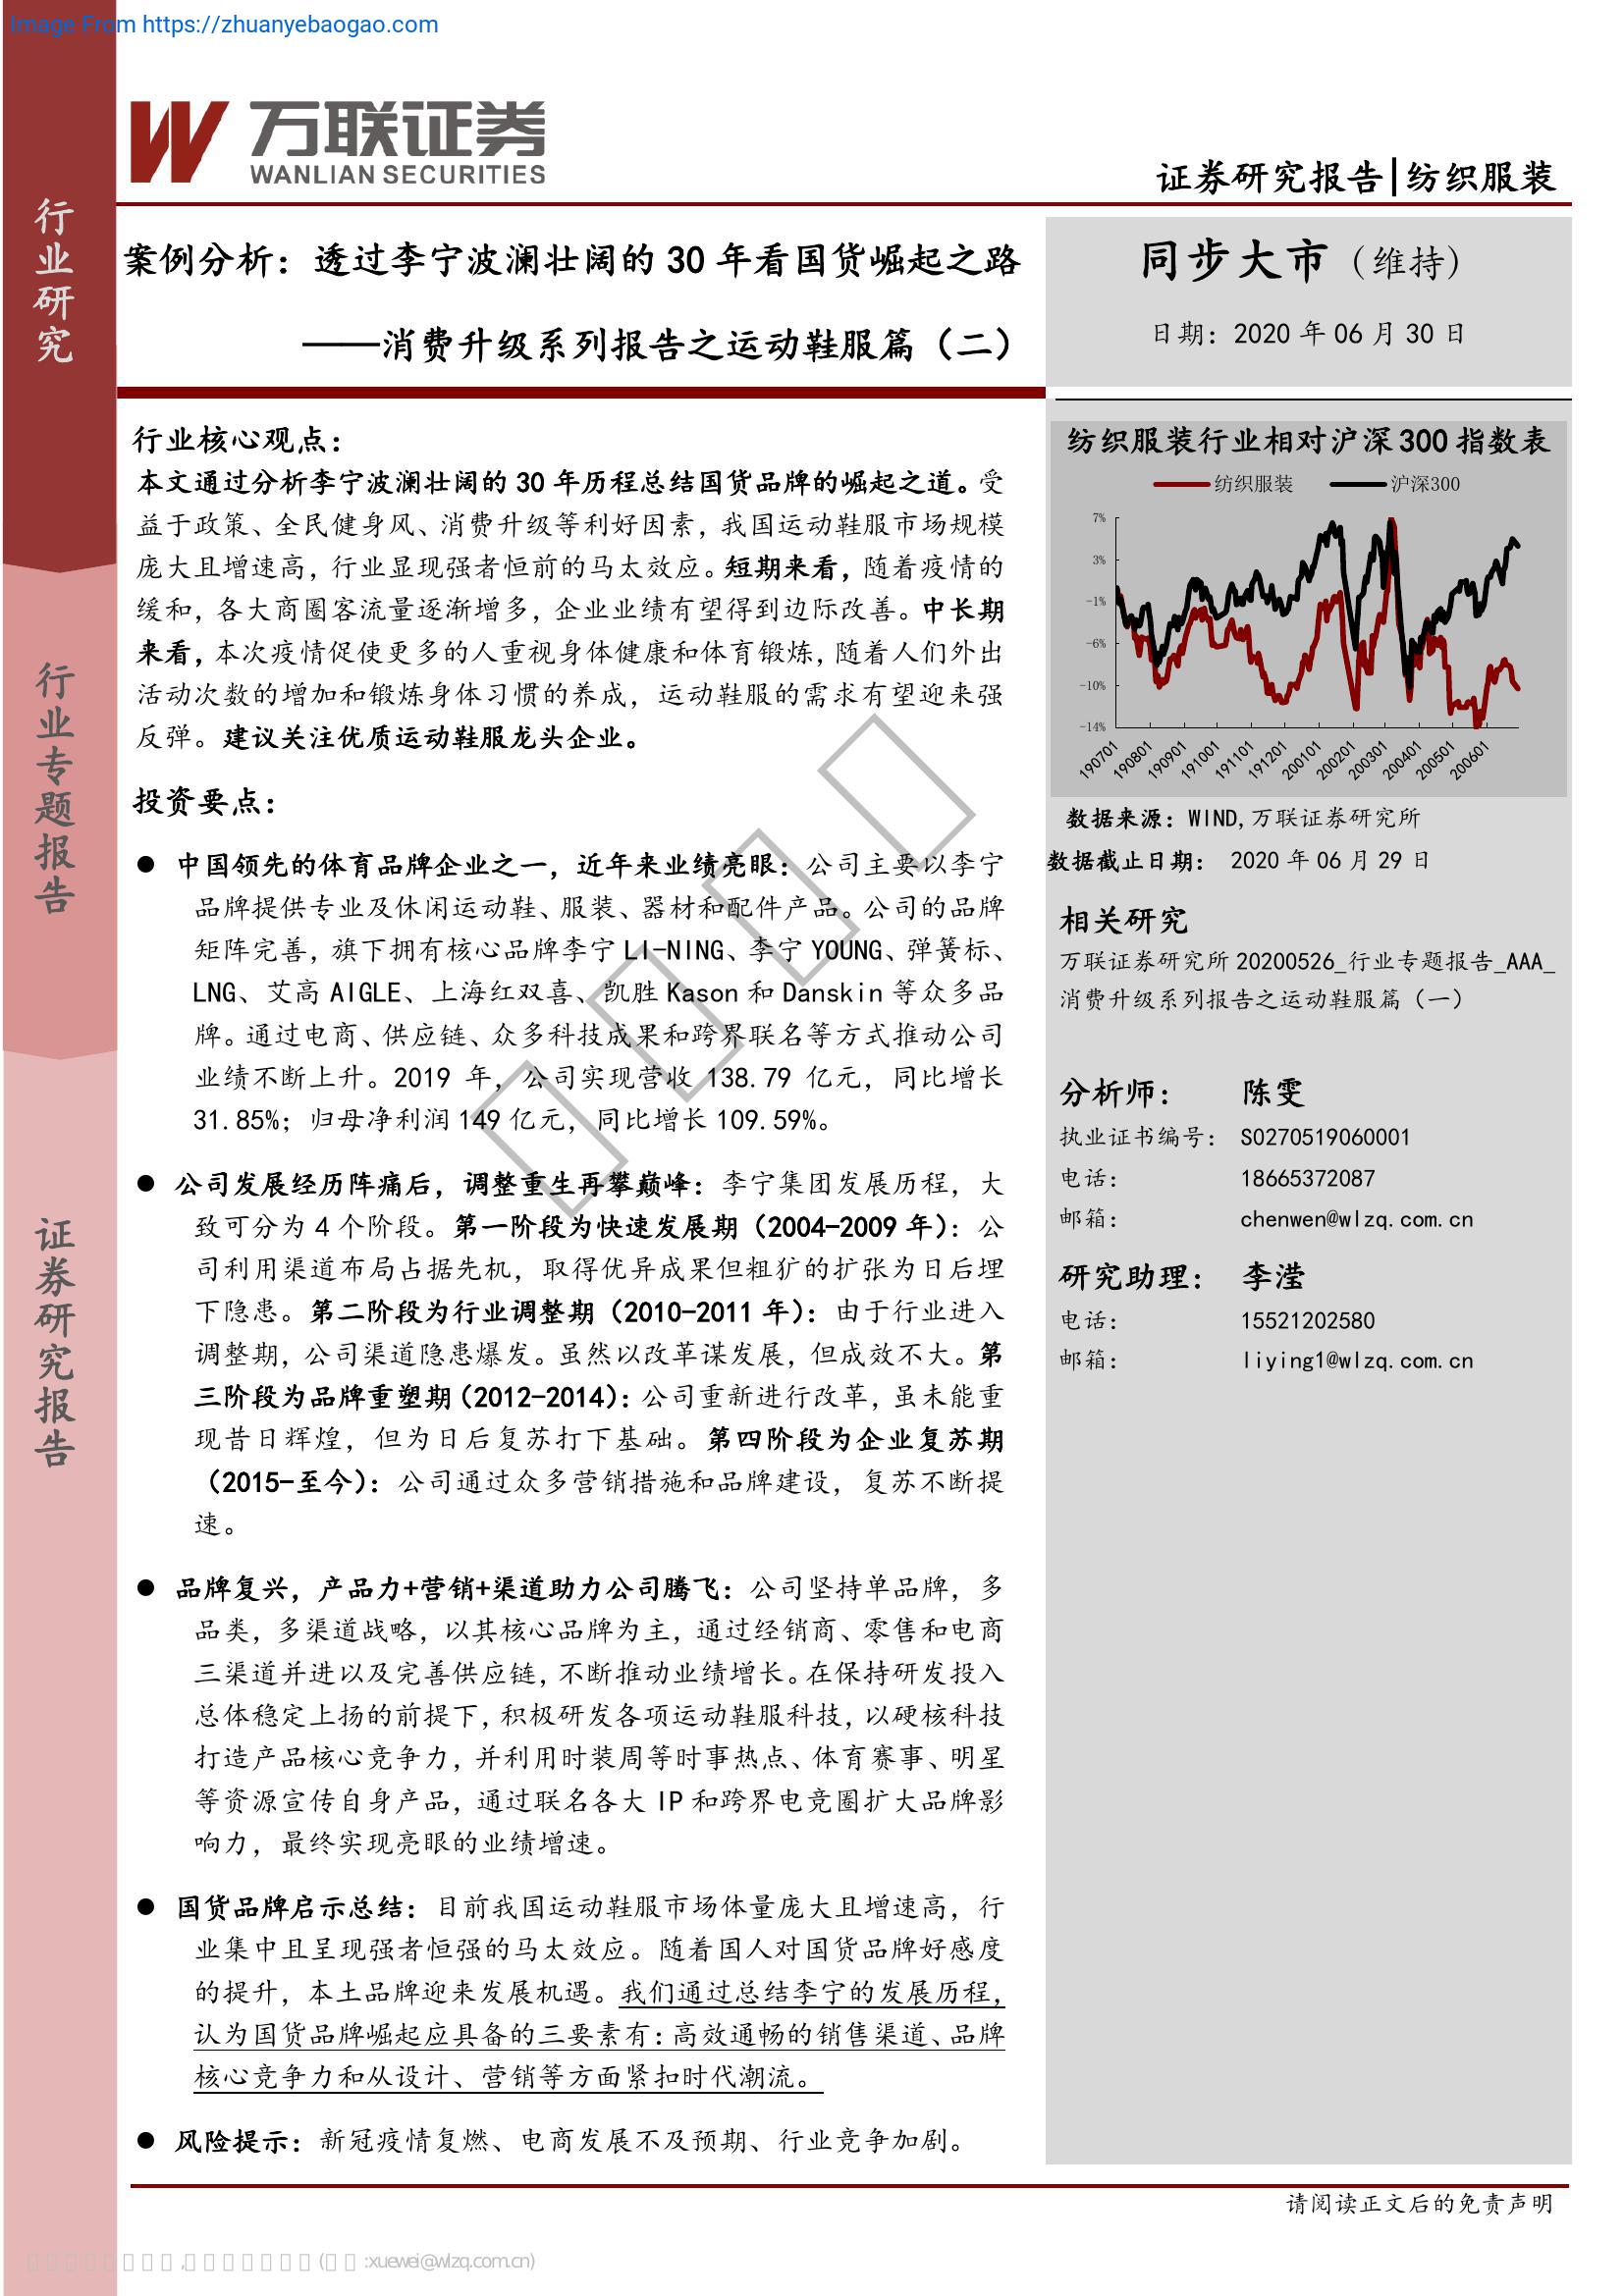 Image From https://zhuanyebaogao.com
万联证券
WANLIAN SECURITIES
证券研究报告|纺织服装
行业研究
行业专题报告
证券研究报告
案例分析：透过李宁波澜壮阔的 30 年看国货崛起之路
——消费升级系列报告之运动鞋服篇（二）
同步大市（维持）
日期：2020 年 06 月 30 日
行业核心观点：
本文通过分析李宁波澜壮阔的 30 年历程总结国货品牌的崛起之道。受
益于政策、全民健身风、消费升级等利好因素，我国运动鞋服市场规模
庞大且增速高，行业显现强者恒前的马太效应。短期来看，随着疫情的
缓和，各大商圈客流量逐渐增多，企业业绩有望得到边际改善。中长期
来看，本次疫情促使更多的人重视身体健康和体育锻炼，随着人们外出
活动次数的增加和锻炼身体习惯的养成，运动鞋服的需求有望迎来强
反弹。建议关注优质运动鞋服龙头企业。
投资要点：
● 中国领先的体育品牌企业之一，近年来业绩亮眼：公司主要以李宁
品牌提供专业及休闲运动鞋、服装、器材和配件产品。公司的品牌
矩阵完善，旗下拥有核心品牌李宁 LI-NING、李宁 YOUNG、弹簧标、
LNG、艾高 AIGLE、上海红双喜、凯胜 Kason 和 Danskin 等众多品
牌。通过电商、供应链、众多科技成果和跨界联名等方式推动公司
业绩不断上升。2019 年，公司实现营收 138.79 亿元，同比增长
31.85%；归母净利润 149 亿元，同比增长 109.59%。
● 公司发展经历阵痛后，调整重生再攀巅峰：李宁集团发展历程，大
致可分为 4 个阶段。第一阶段为快速发展期（2004-2009 年）：公
司利用渠道布局占据先机，取得优异成果但粗犷的扩张为日后埋
下隐患。第二阶段为行业调整期（2010-2011 年）：由于行业进入
调整期，公司渠道隐患爆发。虽然以改革谋发展，但成效不大。第
三阶段为品牌重塑期（2012-2014）：公司重新进行改革，虽未能重
现昔日辉煌，但为日后复苏打下基础。第四阶段为企业复苏期
（2015-至今）：公司通过众多营销措施和品牌建设，复苏不断提
速。
● 品牌复兴，产品力+营销+渠道助力公司腾飞：公司坚持单品牌，多
品类，多渠道战略，以其核心品牌为主，通过经销商、零售和电商
三渠道并进以及完善供应链，不断推动业绩增长。在保持研发投入
总体稳定上扬的前提下，积极研发各项运动鞋服科技，以硬核科技
打造产品核心竞争力，并利用时装周等时事热点、体育赛事、明星
等资源宣传自身产品，通过联名各大 IP 和跨界电竞圈扩大品牌影
响力，最终实现亮眼的业绩增速。
● 国货品牌启示总结：目前我国运动鞋服市场体量庞大且增速高，行
业集中且呈现强者恒强的马太效应。随着国人对国货品牌好感度
的提升，本土品牌迎来发展机遇。我们通过总结李宁的发展历程，
认为国货品牌崛起应具备的三要素有：高效通畅的销售渠道、品牌
核心竞争力和从设计、营销等方面紧扣时代潮流。
● 风险提示：新冠疫情复燃、电商发展不及预期、行业竞争加剧。
纺织服装行业相对沪深 300 指数表
纺织服装 沪深300
7%
3%
-1%
-6%
-10%
-14%
190701 190801 190901 191001 191101 191201 200101 200201 200301 200401 200501 200601
数据来源：WIND,万联证券研究所
数据截止日期： 2020 年 06 月 29 日
相关研究
万联证券研究所 20200526_行业专题报告_AAA_
消费升级系列报告之运动鞋服篇（一）
分析师： 陈雯
执业证书编号： S0270519060001
电话： 18665372087
邮箱： chenwen@wlzq.com.cn
研究助理： 李滢
电话： 15521202580
邮箱： liying1@wlzq.com.cn
请阅读正文后的免责声明
:xuewei@wlzq.com.cn)